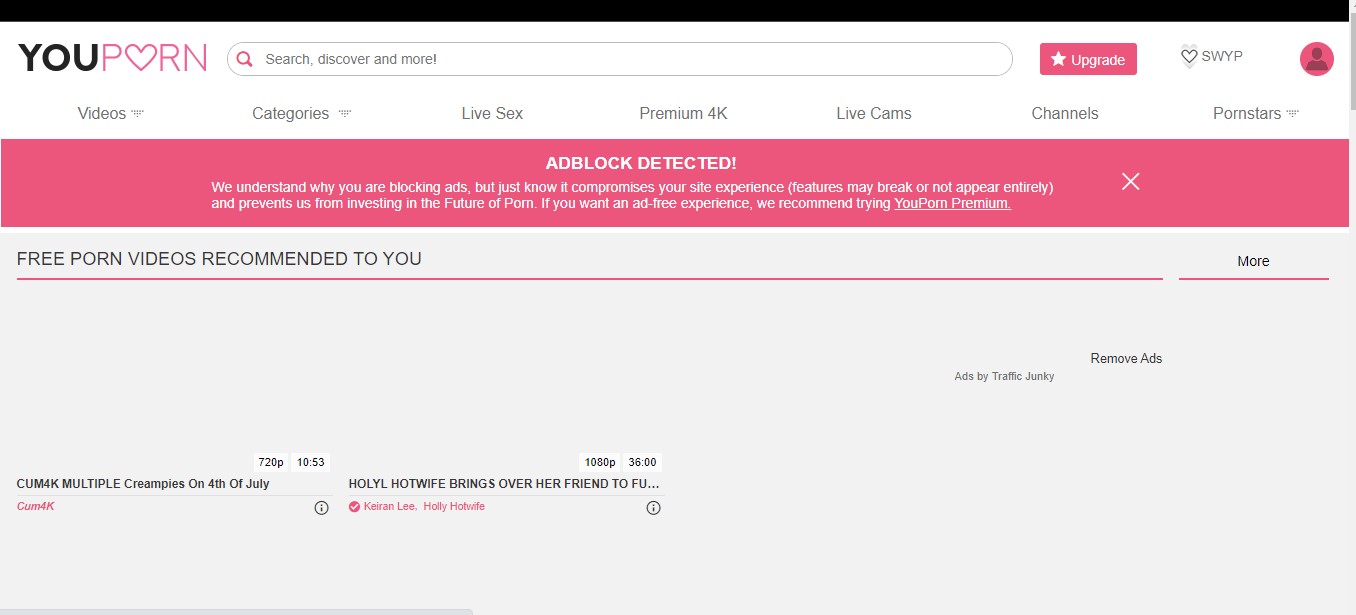 YOUPORN
Search, discover and more!
Upgrade
SWYP
Videos
Categories
Live Sex
Premium 4K
Live Cams
Channels
Pornstars
ADBLOCK DETECTED!
We understand why you are blocking ads, but just know it compromises your site experience (features may break or not appear entirely)
and prevents us from investing in the Future of Porn. If you want an ad-free experience, we recommend trying YouPorn Premium.
FREE PORN VIDEOS RECOMMENDED TO YOU
More
Remove Ads
Ads by Traffic Junky
720p 10:53
1080p 36:00
CUM4K MULTIPLE Creampies On 4th Of July
HOLYL HOTWIFE BRINGS OVER HER FRIEND TO FU...
Cum4K
Keiran Lee, Holly Hotwife